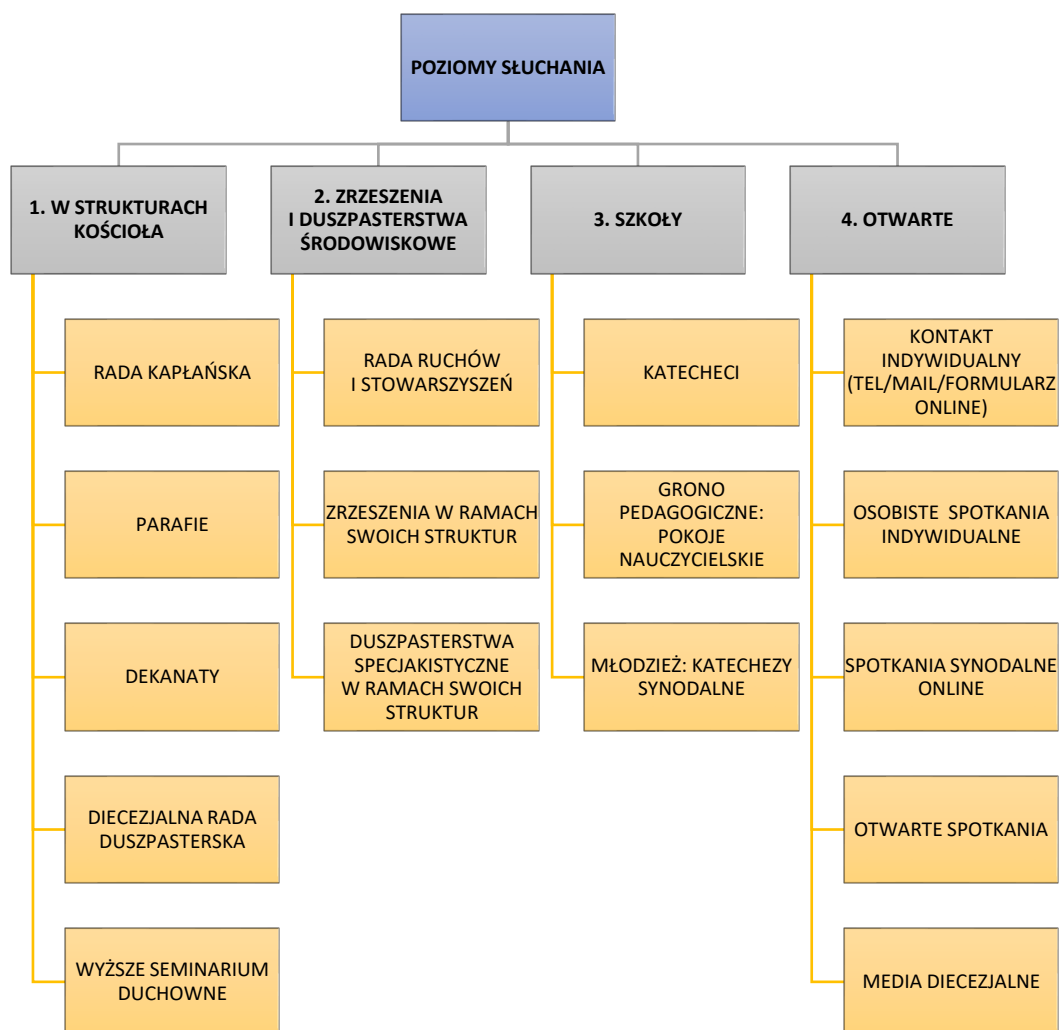 POZIOMY SŁUCHANIA
1. W STRUKTURACH
KOŚCIOŁA
RADA KAPŁAŃSKA
PARAFIE
DEKANATY
DIECEZJALNA RADA
DUSZPASTERSKA
WYŻSZE SEMINARIUM
DUCHOWNE
2. ZRZESZENIA
I DUSZPASTERSTWA
ŚRODOWISKOWE
RADA RUCHÓW
I STOWARSZYSZEŃ
ZRZESZENIA W RAMACH
SWOICH STRUKTUR
DUSZPASTERSTWA
SPECJAKISTYCZNE
W RAMACH SWOICH
STRUKTUR
3. SZKOŁY
KATECHECI
GRONO
PEDAGOGICZNE:
POKOJE
NAUCZYCIELSKIE
MŁODZIEŻ: KATECHEZY
SYNODALNE
4. OTWARTE
KONTAKT
INDYWIDUALNY
(TEL/MAIL/FORMULARZ
ONLINE)
OSOBISTE SPOTKANIA
INDYWIDUALNE
SPOTKANIA SYNODALNE
ONLINE
OTWARTE SPOTKANIA
MEDIA DIECEZJALNE